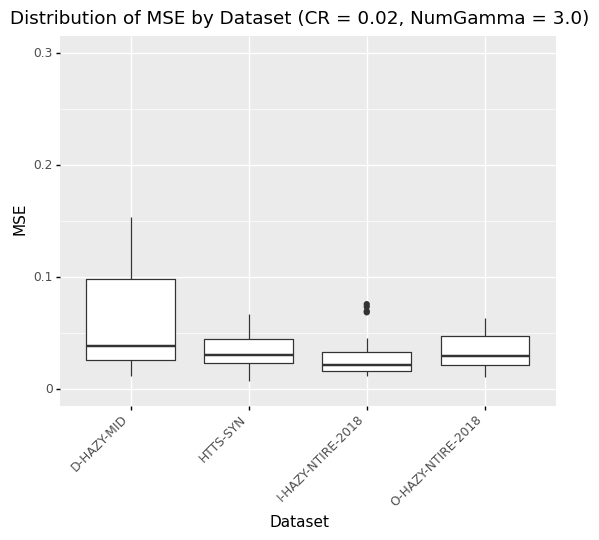 Distribution of MSE by Dataset (CR = 0.02, NumGamma = 3.0)
0.3
0.2
0.1
0
MSE
D-HAZY-MID
HTTS-SYN
I-HAZY-NTIRE-2018
O-HAZY-NTIRE-2018
Dataset